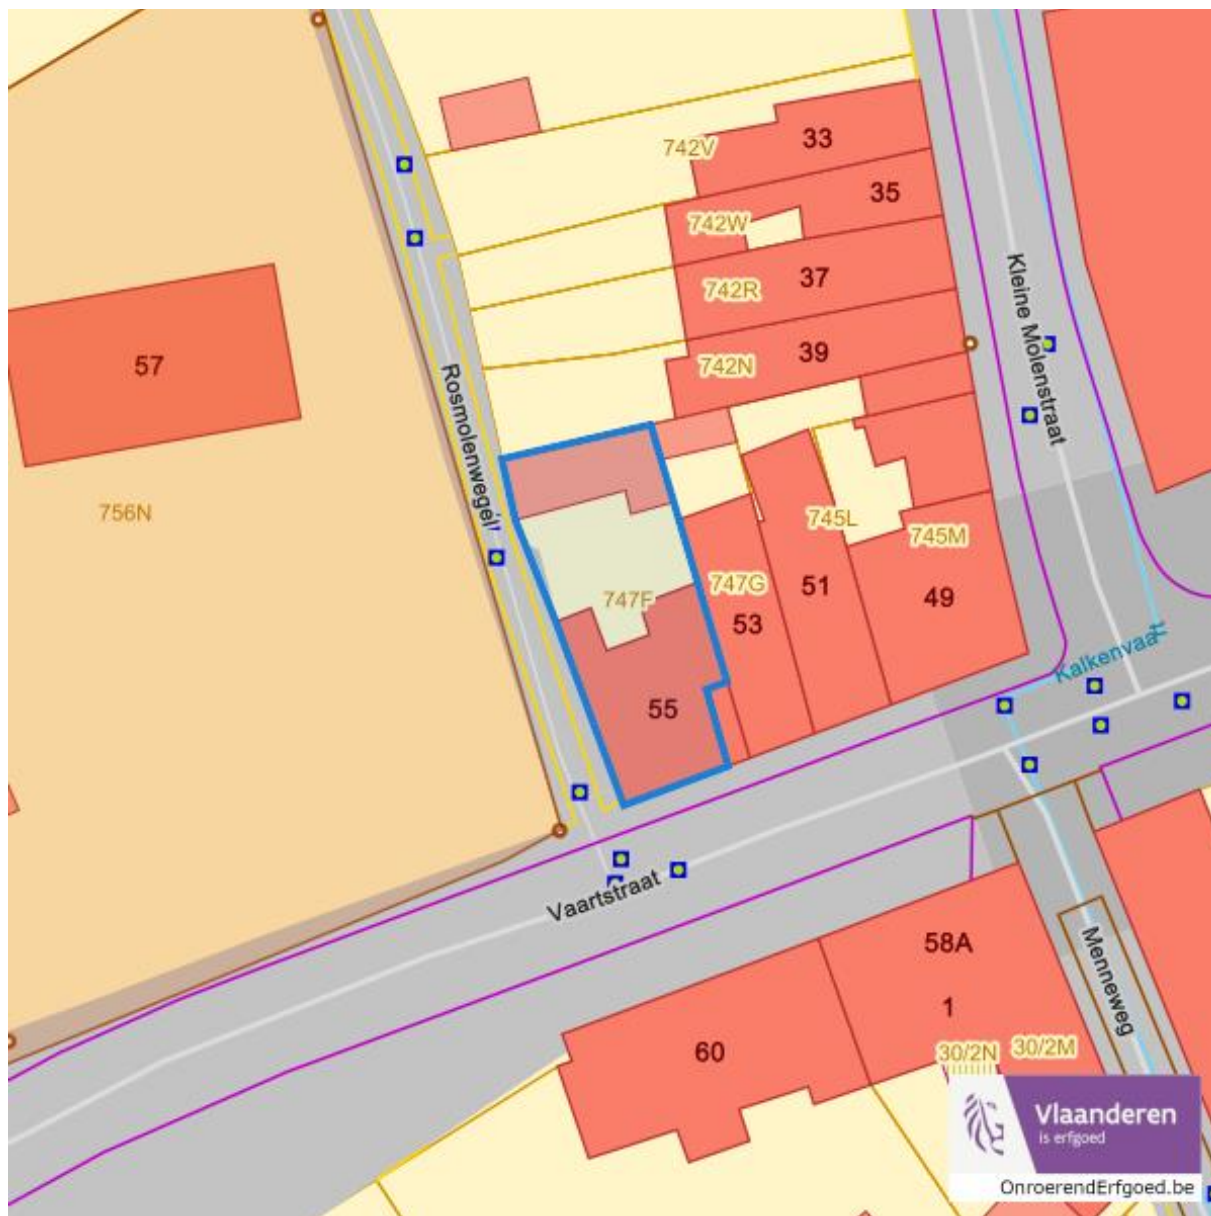 33
742V
35
742W
37
742R
Kleine Molenstraat
39
742N
57
Rosmolenwegel
756N
745L
745M
747G
747F
51
49
53
Kalkenvaa
55
Vaartstraat
58A
Menneweg
1
60
30/2N
30/2M
Vlaanderen
is erfgoed
OnroerendErfgoed.be